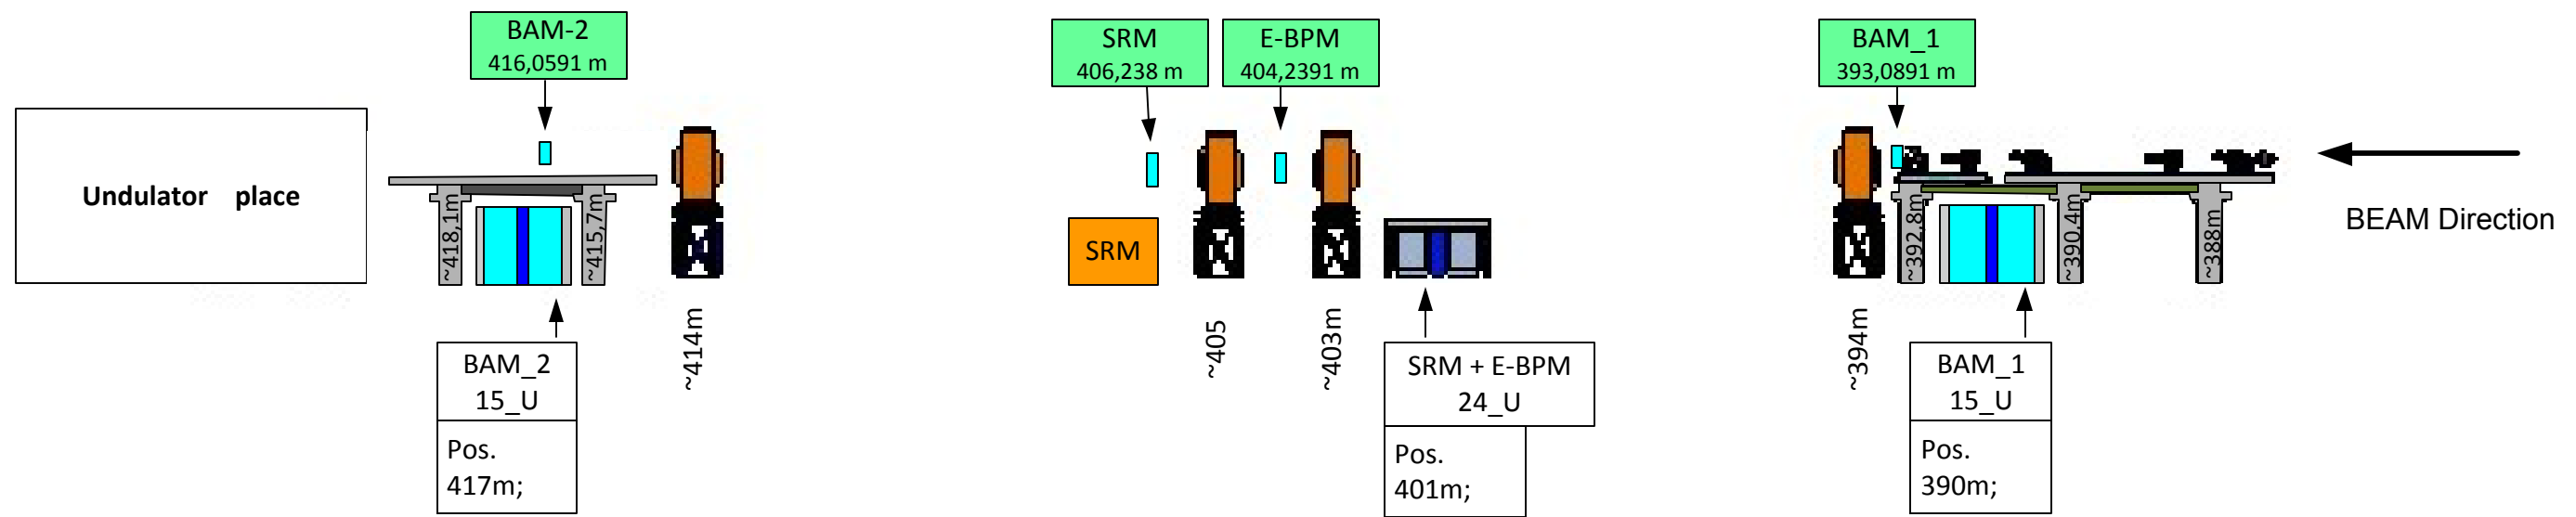 BAM-2
416,0591 m
SRM
406,238 m
E-BPM
404,2391 m
BAM_1
393,0891 m
Undulator place
~418,1m
~415,7m
~414m
SRM
~405
~403m
~394m
~392,8m
~390,4m
~388m
BEAM Direction
BAM_2
15_U
Pos.
417m;
SRM + E-BPM
24_U
Pos.
401m;
BAM_1
15_U
Pos.
390m;